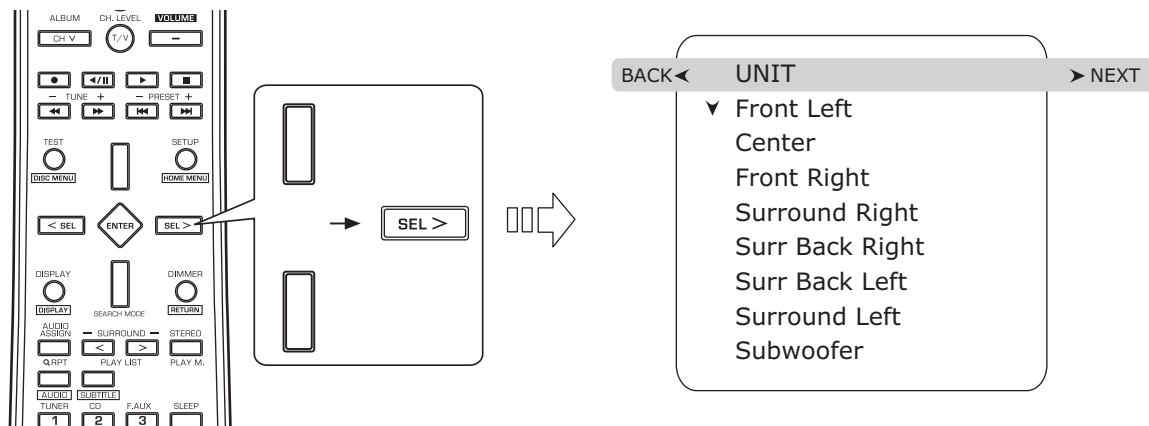 ALBUM CH. LEVEL VOLUME
CH ∨ T/V −
− TUNE + − PRESET +
TEST SETUP
DISC MENU HOME MENU
< SEL ENTER SEL >
DISPLAY DIMMER
DISPLAY SEARCH MODE RETURN
AUDIO ASSIGN − SURROUND − STEREO
< >
RPT PLAY LIST PLAY M.
AUDIO SUBTITLE
TUNER CD F.AUX SLEEP
1 2 3
SEL >
BACK UNIT NEXT
Front Left
Center
Front Right
Surround Right
Surr Back Right
Surr Back Left
Surround Left
Subwoofer